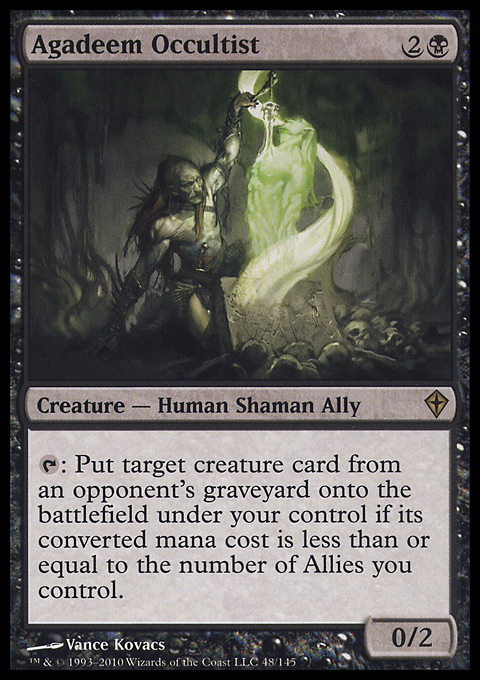 Agadeem Occultist 2
Creature — Human Shaman Ally
: Put target creature card from
an opponent's graveyard onto the
battlefield under your control if its
converted mana cost is less than or
equal to the number of Allies you
control.
0/2
Vance Kovacs
™ & © 1993–2010 Wizards of the Coast LLC 48/145